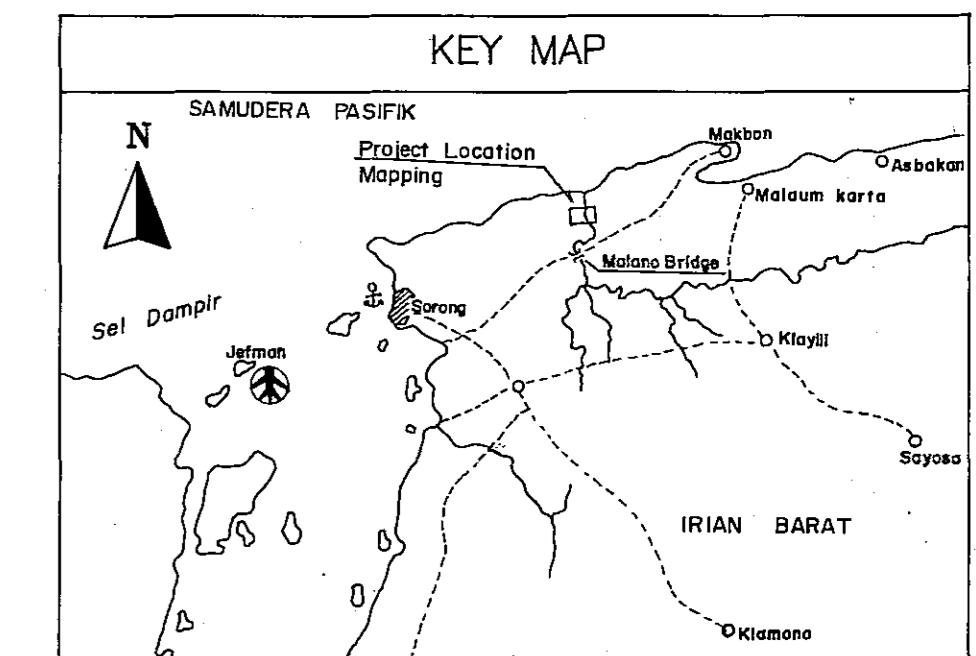 KEY MAP
SAMUDERA PASIFIK
N
Project Location
Mapping
Makbon
Asbakan
Malaum karta
Malano Bridge
Sel Dampir
Sorong
Jefman
Klayili
Sayosa
IRIAN BARAT
Klamono